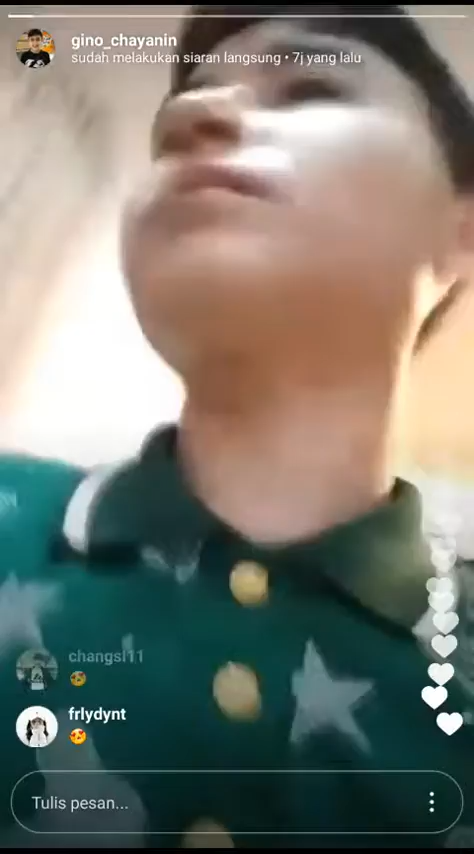 gino_chayanin
sudah melakukan siaran langsung • 7j yang lalu
changsl11
frlydynt
Tulis pesan...